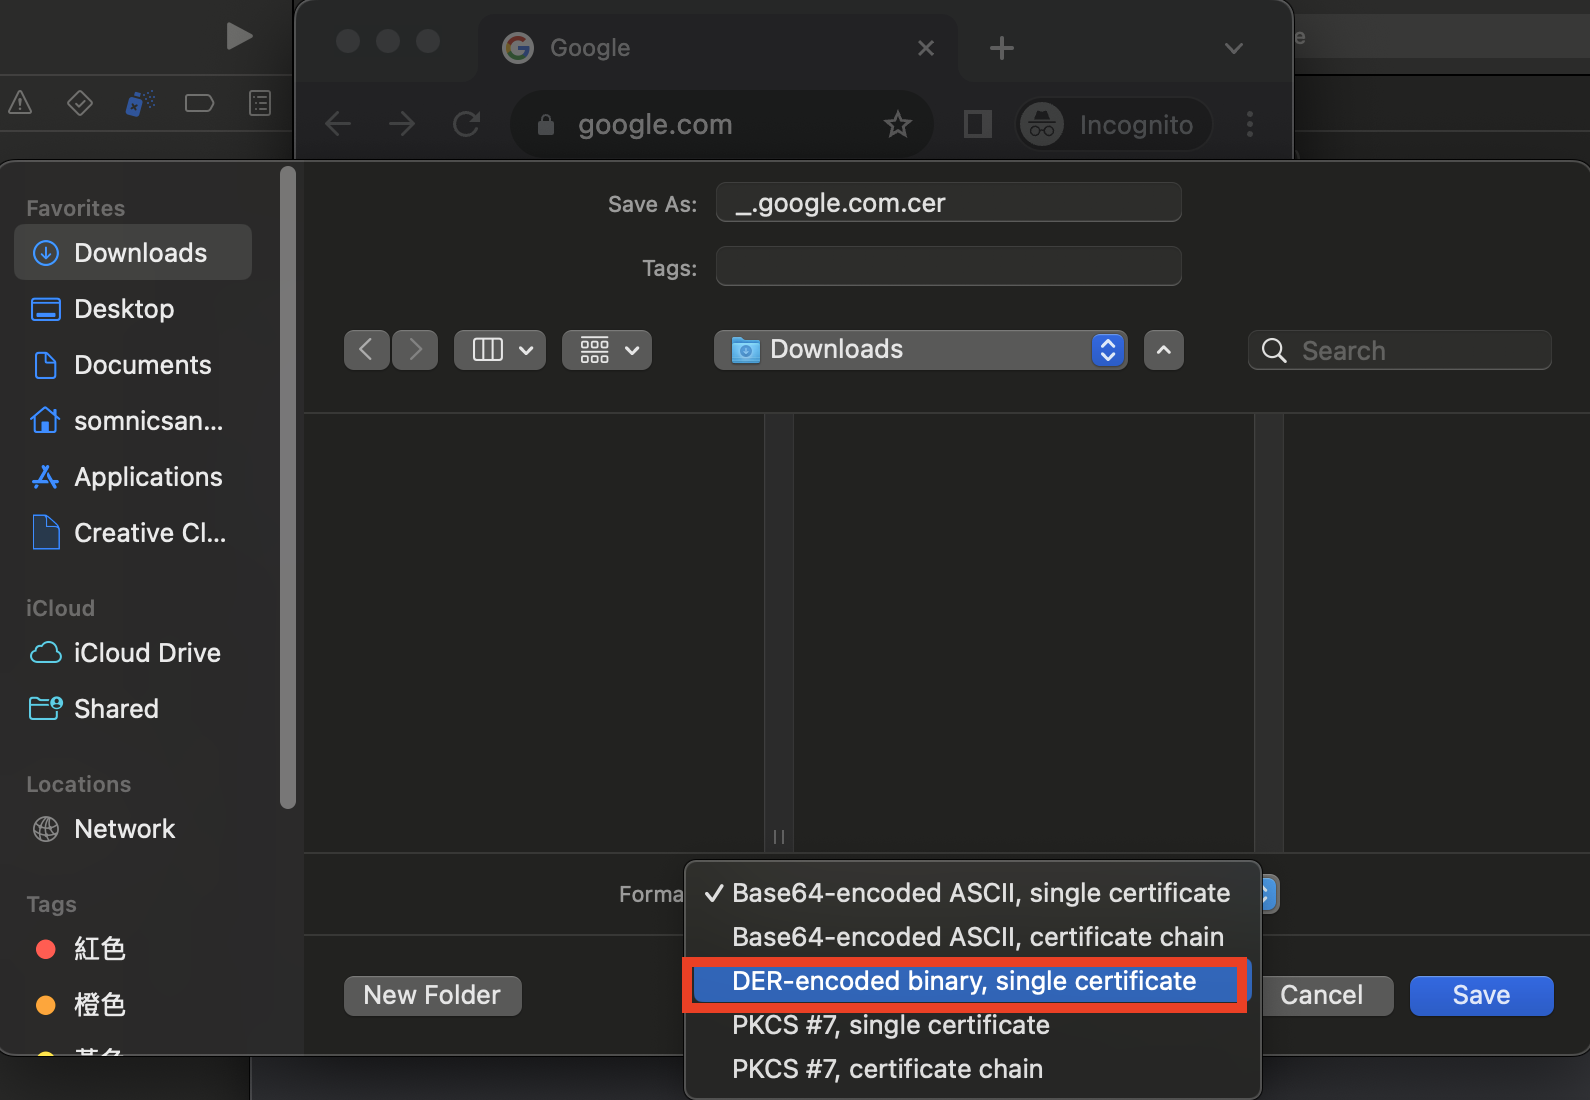 Google
e
google.com
Incognito
Favorites
Downloads
Desktop
Documents
somnicsan...
Applications
Creative Cl...
iCloud
iCloud Drive
Shared
Locations
Network
Tags
紅色
橙色
Save As:
_.google.com.cer
Tags:
Downloads
Search
Forma
✓ Base64-encoded ASCII, single certificate
Base64-encoded ASCII, certificate chain
DER-encoded binary, single certificate
PKCS #7, single certificate
PKCS #7, certificate chain
New Folder
Cancel
Save